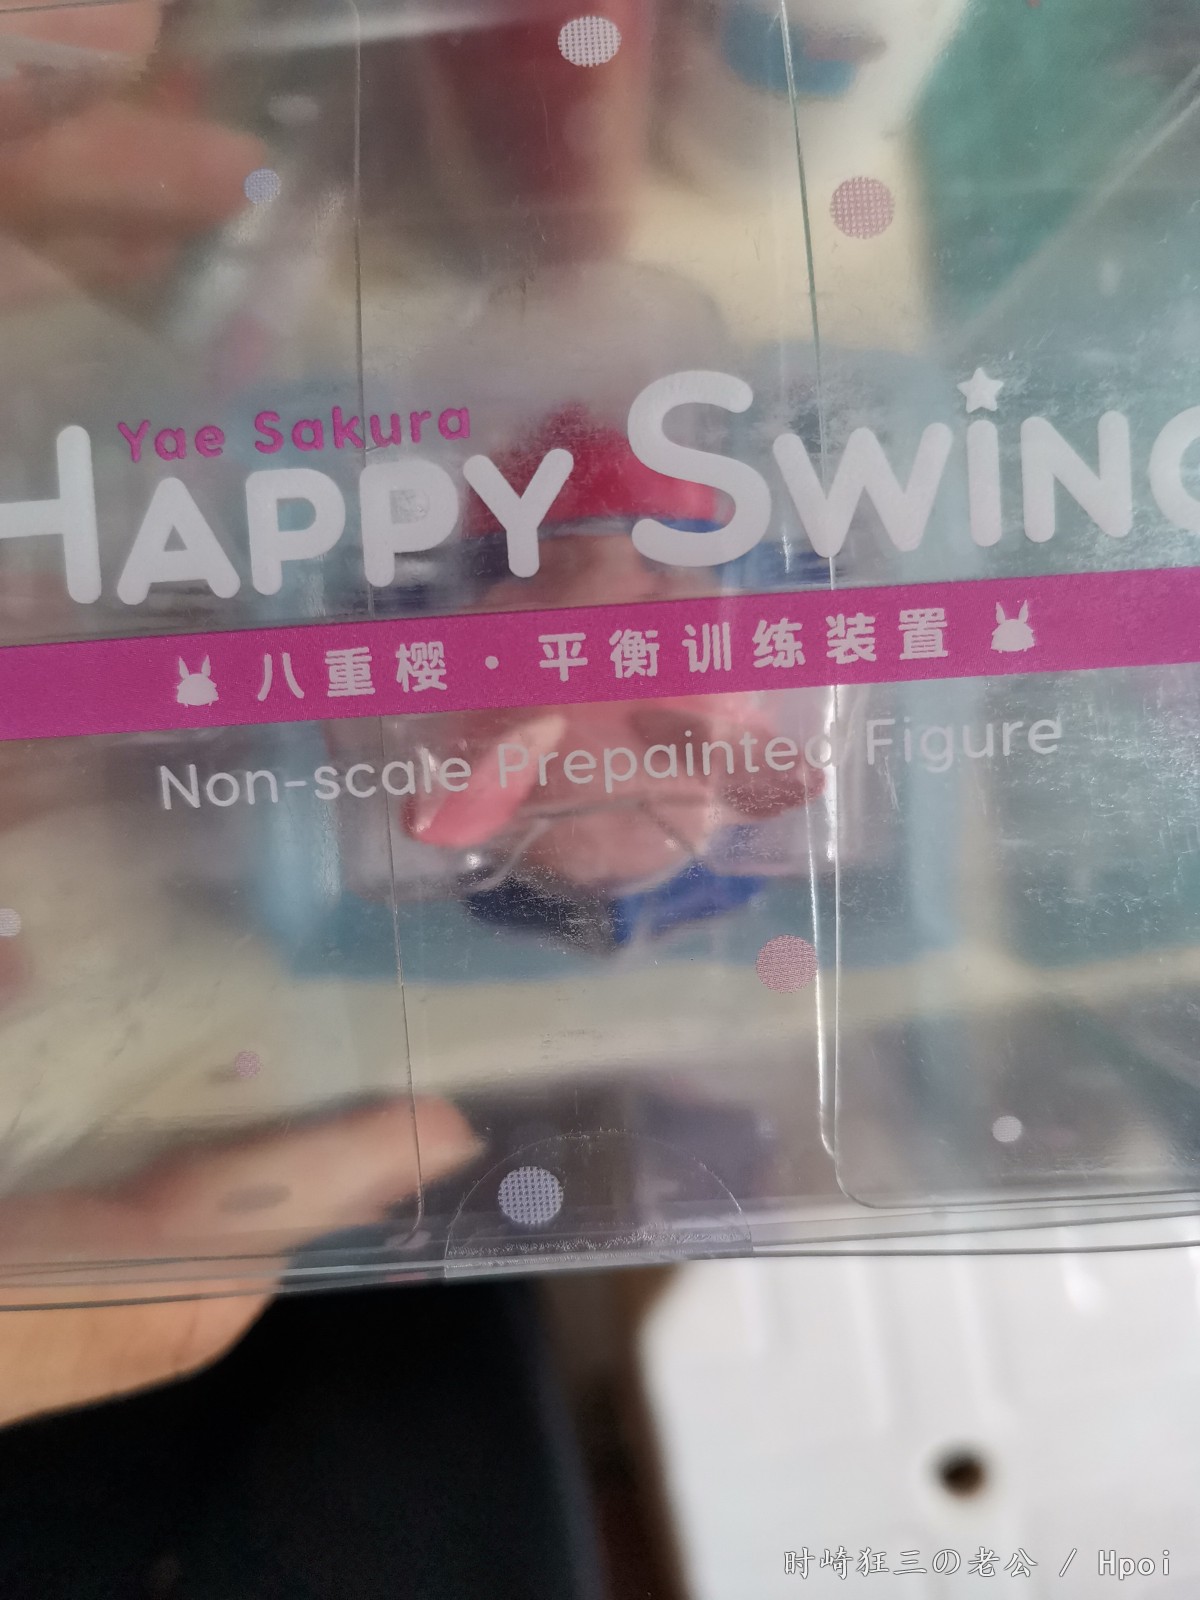 Yae Sakura
HAPPY SWING
八重樱·平衡训练装置
Non-scale Prepainted Figure
时崎狂三の老公 / Hpoi